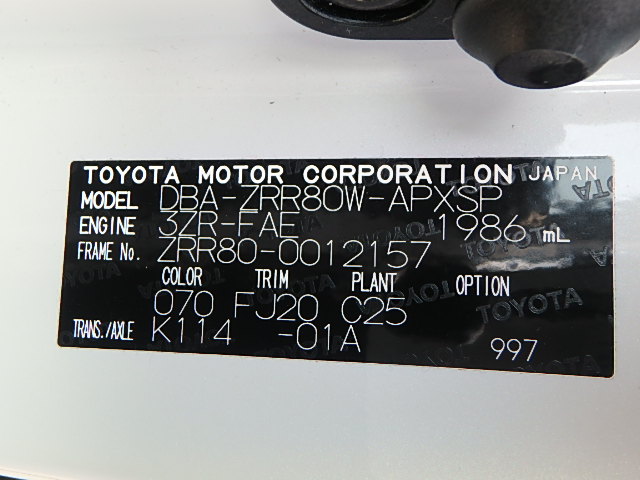 TOYOTA MOTOR CORPORATION JAPAN
MODEL DBA-ZRR80W-APXSP
ENGINE 3ZR-FAE 1986 mL
FRAME No. ZRR80-0012157
COLOR TRIM PLANT OPTION
070 FJ20 C25
TRANS./AXLE K114 -01A
997